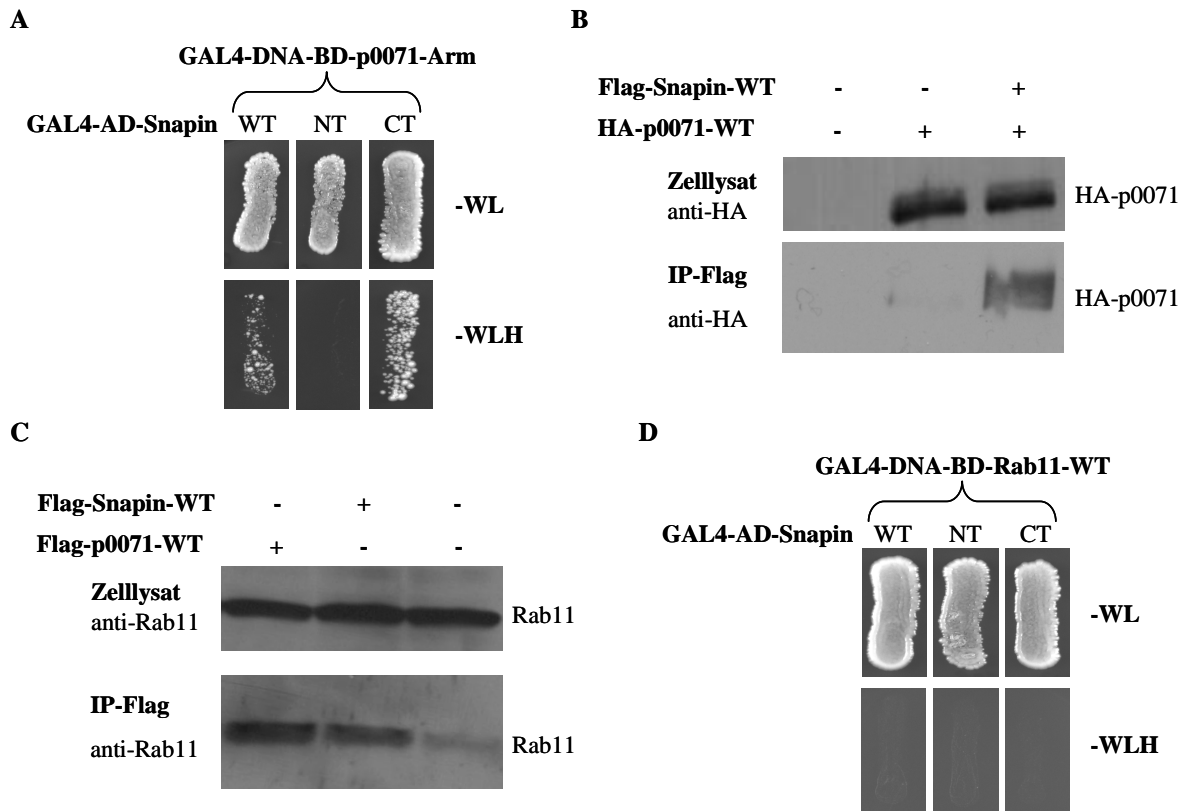 A
GAL4-DNA-BD-p0071-Arm
GAL4-AD-Snapin WT NT CT
-WL
-WLH
B
Flag-Snapin-WT - - +
HA-p0071-WT - + +
Zelllysat
anti-HA
HA-p0071
IP-Flag
anti-HA
HA-p0071
C
Flag-Snapin-WT - + -
Flag-p0071-WT + - -
Zelllysat
anti-Rab11
Rab11
IP-Flag
anti-Rab11
Rab11
D
GAL4-DNA-BD-Rab11-WT
GAL4-AD-Snapin WT NT CT
-WL
-WLH